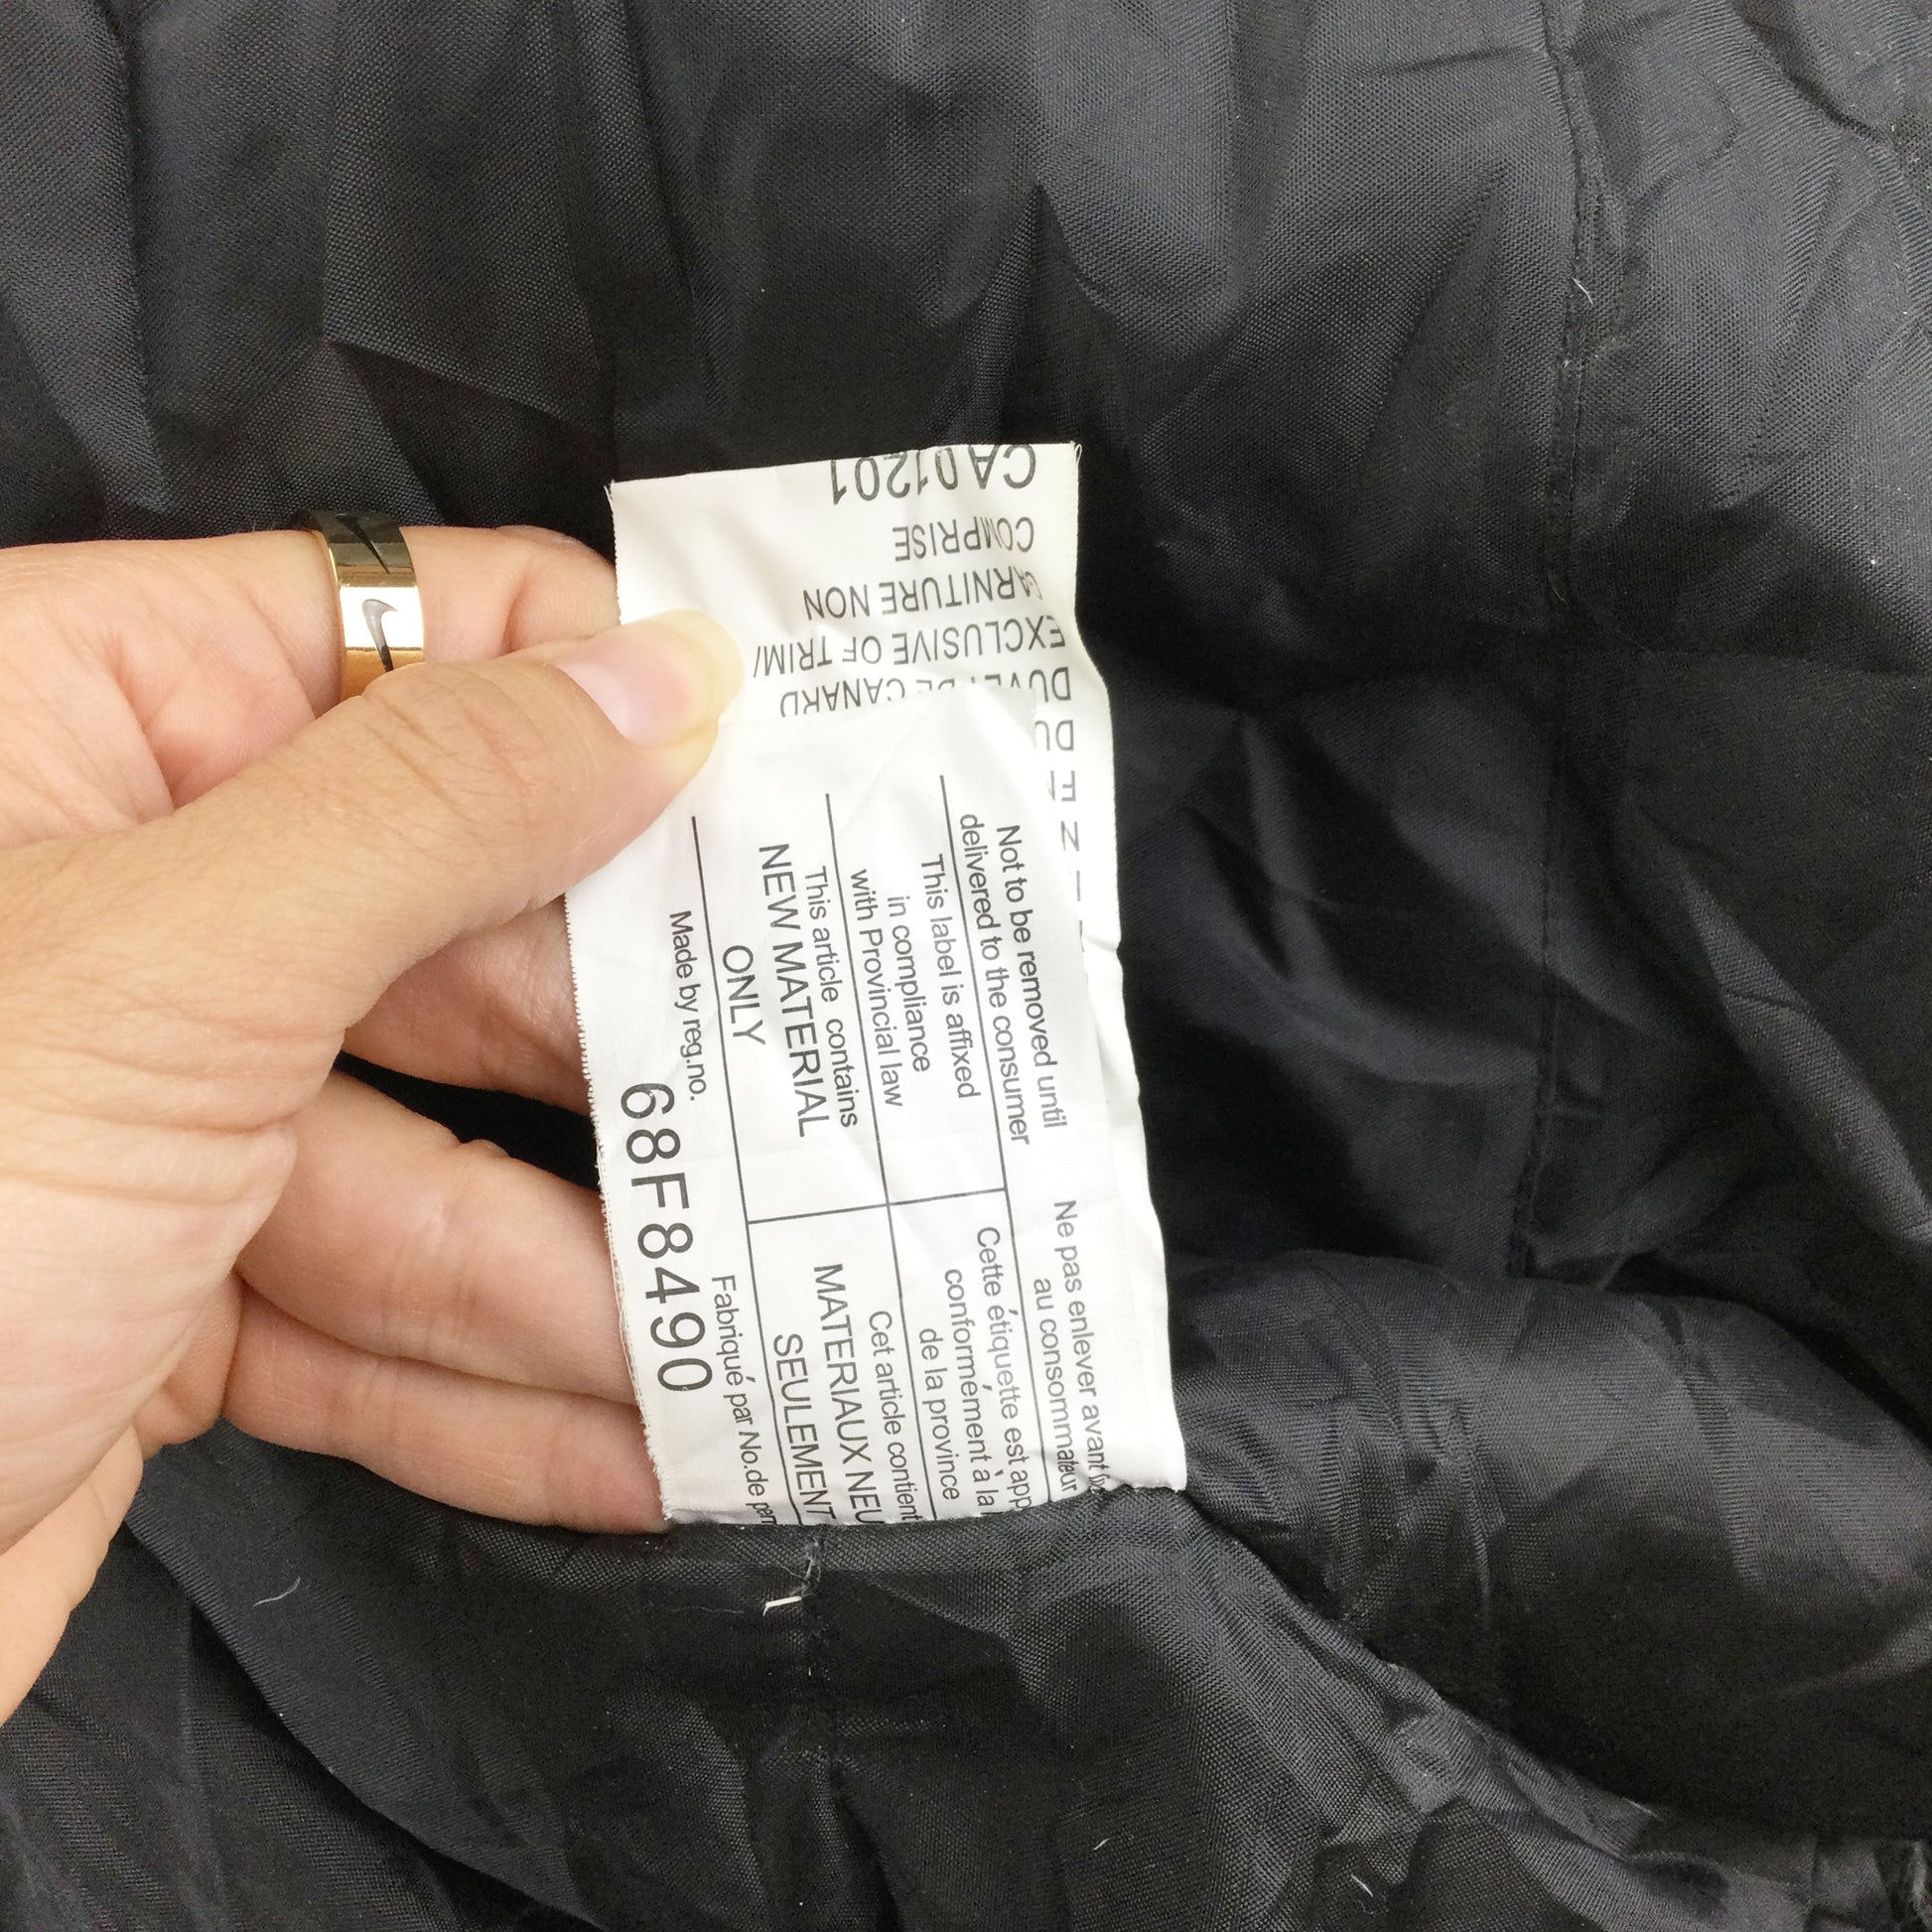 DUVET DE CANARD
EXCLUSIVE OF TRIM/
GARNITURE NON
COMPRISE
CA01201
Not to be removed until
delivered to the consumer
This label is affixed
in compliance
with Provincial law
This article contains
NEW MATERIAL
ONLY
Made by reg.no.
68F8490
Ne pas enlever avant
au consommateur
Cette étiquette est
conformément à la
de la province
Cet article contient
MATERIAUX
SEULEMENT
Fabriqué par No.de